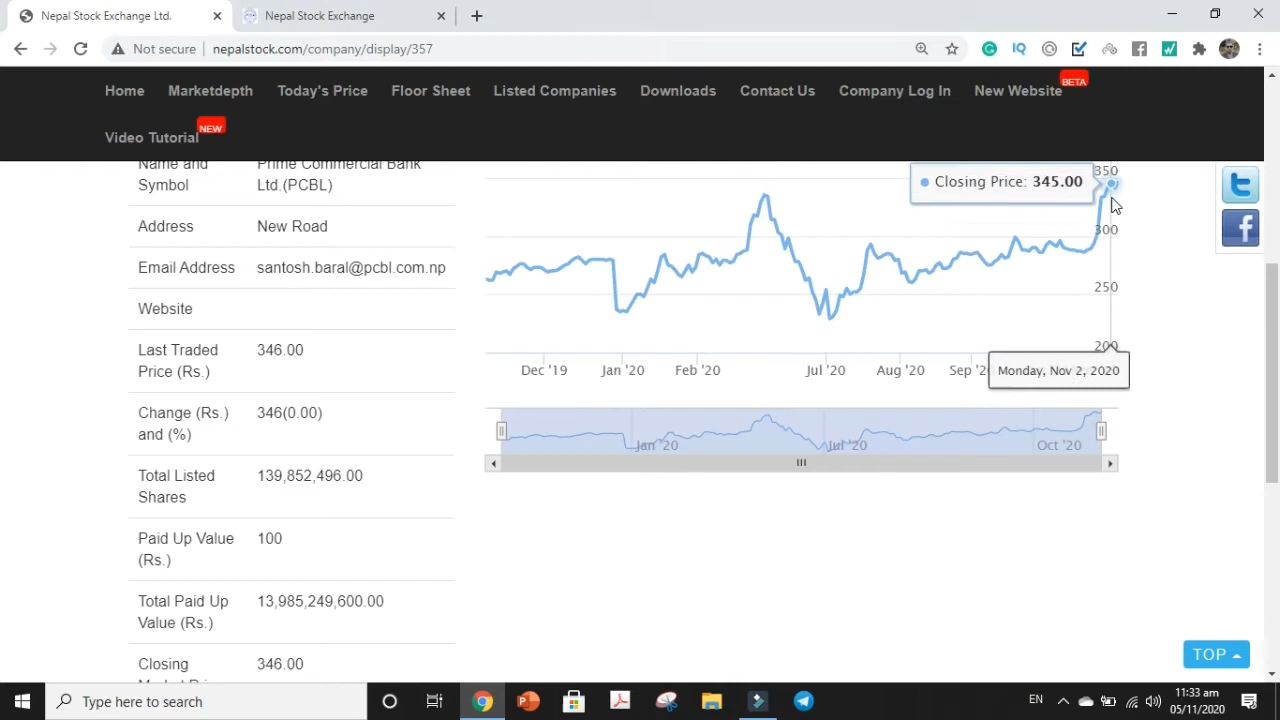 Nepal Stock Exchange Ltd.
Nepal Stock Exchange
Not secure
nepalstock.com/company/display/357
Home
Marketdepth
Today's Price
Floor Sheet
Listed Companies
Downloads
Contact Us
Company Log In
New Website
BETA
Video Tutorial
NEW
Name and
Symbol
Prime Commercial Bank
Ltd.(PCBL)
Address
New Road
Email Address
santosh.baral@pcbl.com.np
Website
Last Traded
Price (Rs.)
346.00
Change (Rs.)
and (%)
346(0.00)
Total Listed
Shares
139,852,496.00
Paid Up Value
(Rs.)
100
Total Paid Up
Value (Rs.)
13,985,249,600.00
Closing
346.00
Closing Price: 345.00
350
300
250
200
Dec '19
Jan '20
Feb '20
Jul '20
Aug '20
Monday, Nov 2, 2020
Jan '20
Jul '20
Oct '20
TOP
Type here to search
EN
11:33 am
05/11/2020